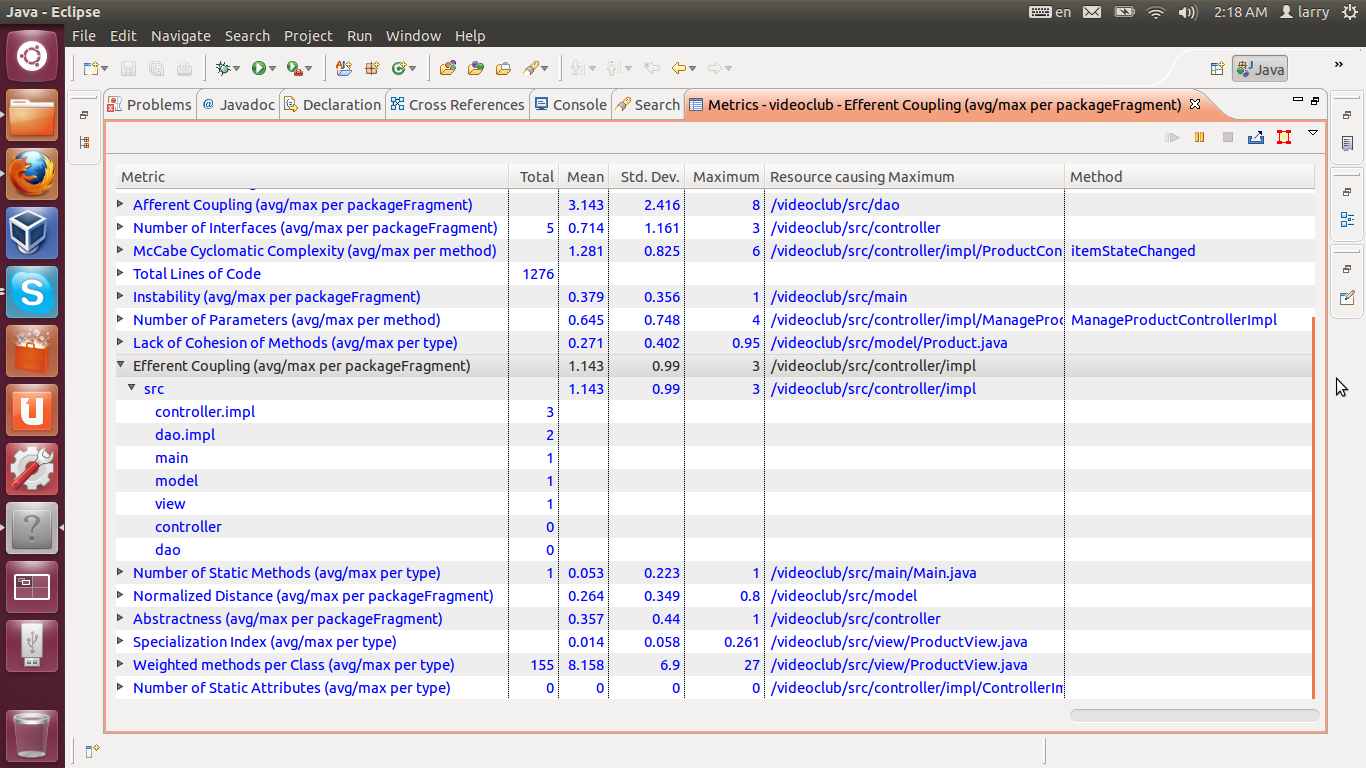 Java - Eclipse en 2:18 AM larry
File Edit Navigate Search Project Run Window Help
Java »
Problems @ Javadoc Declaration Cross References Console Search Metrics - videoclub - Efferent Coupling (avg/max per packageFragment)
Metric Total Mean Std. Dev. Maximum Resource causing Maximum Method
Afferent Coupling (avg/max per packageFragment) 3.143 2.416 8 /videoclub/src/dao
Number of Interfaces (avg/max per packageFragment) 5 0.714 1.161 3 /videoclub/src/controller
McCabe Cyclomatic Complexity (avg/max per method) 1.281 0.825 6 /videoclub/src/controller/impl/ProductCon itemStateChanged
Total Lines of Code 1276
Instability (avg/max per packageFragment) 0.379 0.356 1 /videoclub/src/main
Number of Parameters (avg/max per method) 0.645 0.748 4 /videoclub/src/controller/impl/ManageProd ManageProductControllerImpl
Lack of Cohesion of Methods (avg/max per type) 0.271 0.402 0.95 /videoclub/src/model/Product.java
Efferent Coupling (avg/max per packageFragment) 1.143 0.99 3 /videoclub/src/controller/impl
src 1.143 0.99 3 /videoclub/src/controller/impl
controller.impl 3
dao.impl 2
main 1
model 1
view 1
controller 0
dao 0
Number of Static Methods (avg/max per type) 1 0.053 0.223 1 /videoclub/src/main/Main.java
Normalized Distance (avg/max per packageFragment) 0.264 0.349 0.8 /videoclub/src/model
Abstractness (avg/max per packageFragment) 0.357 0.44 1 /videoclub/src/controller
Specialization Index (avg/max per type) 0.014 0.058 0.261 /videoclub/src/view/ProductView.java
Weighted methods per Class (avg/max per type) 155 8.158 6.9 27 /videoclub/src/view/ProductView.java
Number of Static Attributes (avg/max per type) 0 0 0 0 /videoclub/src/controller/impl/ControllerIm